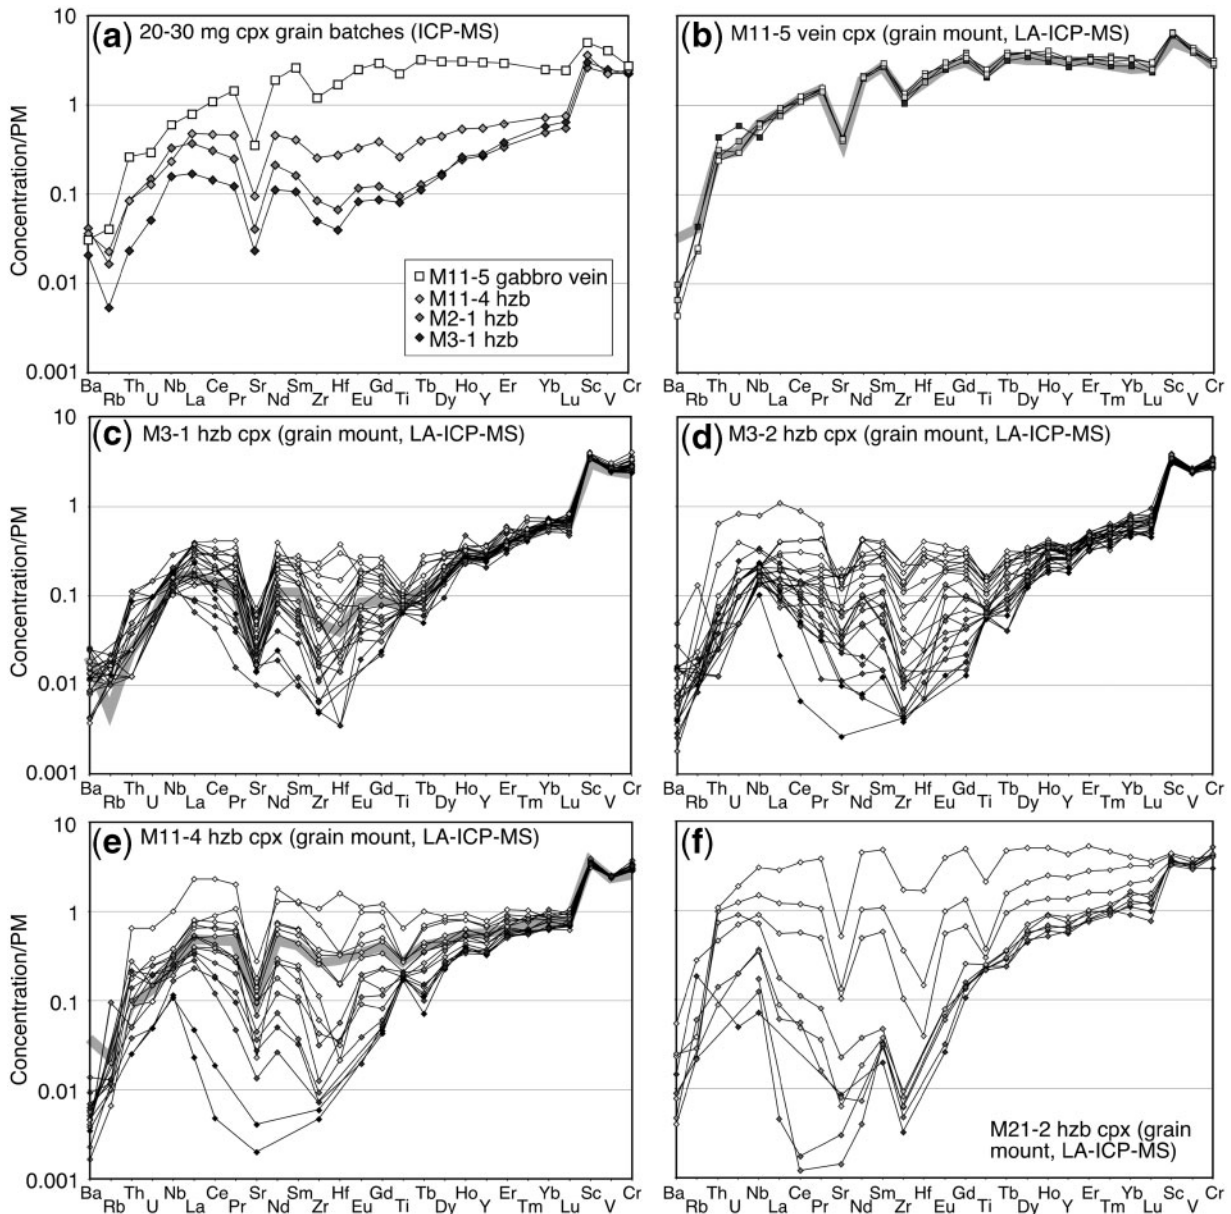 (a) 20-30 mg cpx grain batches (ICP-MS)
10
1
0.1
0.01
0.001
Concentration/PM
M11-5 gabbro vein
M11-4 hzb
M2-1 hzb
M3-1 hzb
Ba Th Nb Ce Sr Sm Hf Gd Tb Ho Er Yb Sc Cr
Rb U La Pr Nd Zr Eu Ti Dy Y Lu V
(b) M11-5 vein cpx (grain mount, LA-ICP-MS)
Ba Th Nb Ce Sr Sm Hf Gd Tb Ho Er Yb Sc Cr
Rb U La Pr Nd Zr Eu Ti Dy Y Tm Lu V
(c) M3-1 hzb cpx (grain mount, LA-ICP-MS)
10
1
0.1
0.01
0.001
Concentration/PM
Ba Th Nb Ce Sr Sm Hf Gd Tb Ho Er Yb Sc Cr
Rb U La Pr Nd Zr Eu Ti Dy Y Tm Lu V
(d) M3-2 hzb cpx (grain mount, LA-ICP-MS)
Ba Th Nb Ce Sr Sm Hf Gd Tb Ho Er Yb Sc Cr
Rb U La Pr Nd Zr Eu Ti Dy Y Tm Lu V
(e) M11-4 hzb cpx (grain mount, LA-ICP-MS)
10
1
0.1
0.01
0.001
Concentration/PM
Ba Th Nb Ce Sr Sm Hf Gd Tb Ho Er Yb Sc Cr
Rb U La Pr Nd Zr Eu Ti Dy Y Tm Lu V
(f)
M21-2 hzb cpx (grain
mount, LA-ICP-MS)
Ba Th Nb Ce Sr Sm Hf Gd Tb Ho Er Yb Sc Cr
Rb U La Pr Nd Zr Eu Ti Dy Y Tm Lu V